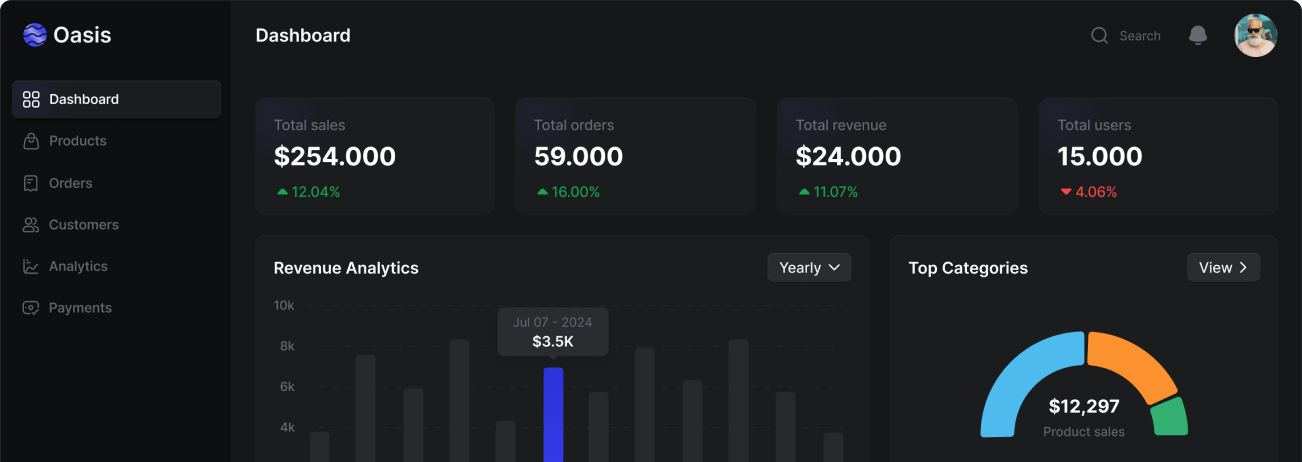 Oasis
Dashboard
Search
Dashboard
Products
Orders
Customers
Analytics
Payments
Total sales
$254.000
12.04%
Total orders
59.000
16.00%
Total revenue
$24.000
11.07%
Total users
15.000
4.06%
Revenue Analytics
Yearly
10k
8k
6k
4k
Jul 07 - 2024
$3.5K
Top Categories
View
$12,297
Product sales